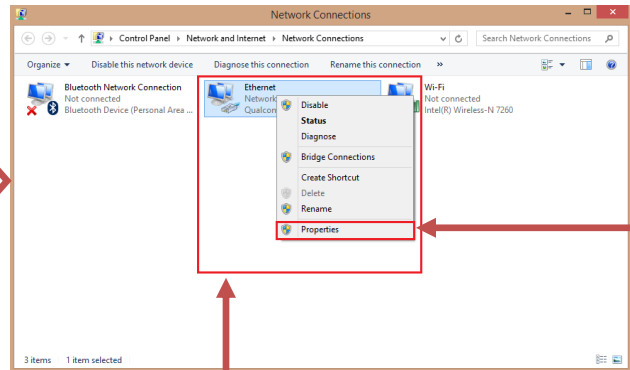 Network Connections
Control Panel Network and Internet Network Connections
Search Network Connections
Organize Disable this network device Diagnose this connection Rename this connection »
Bluetooth Network Connection
Not connected
Bluetooth Device (Personal Area ...
Ethernet
Network
Qualcon
Wi-Fi
Not connected
Intel(R) Wireless-N 7260
Disable
Status
Diagnose
Bridge Connections
Create Shortcut
Delete
Rename
Properties
3 items 1 item selected